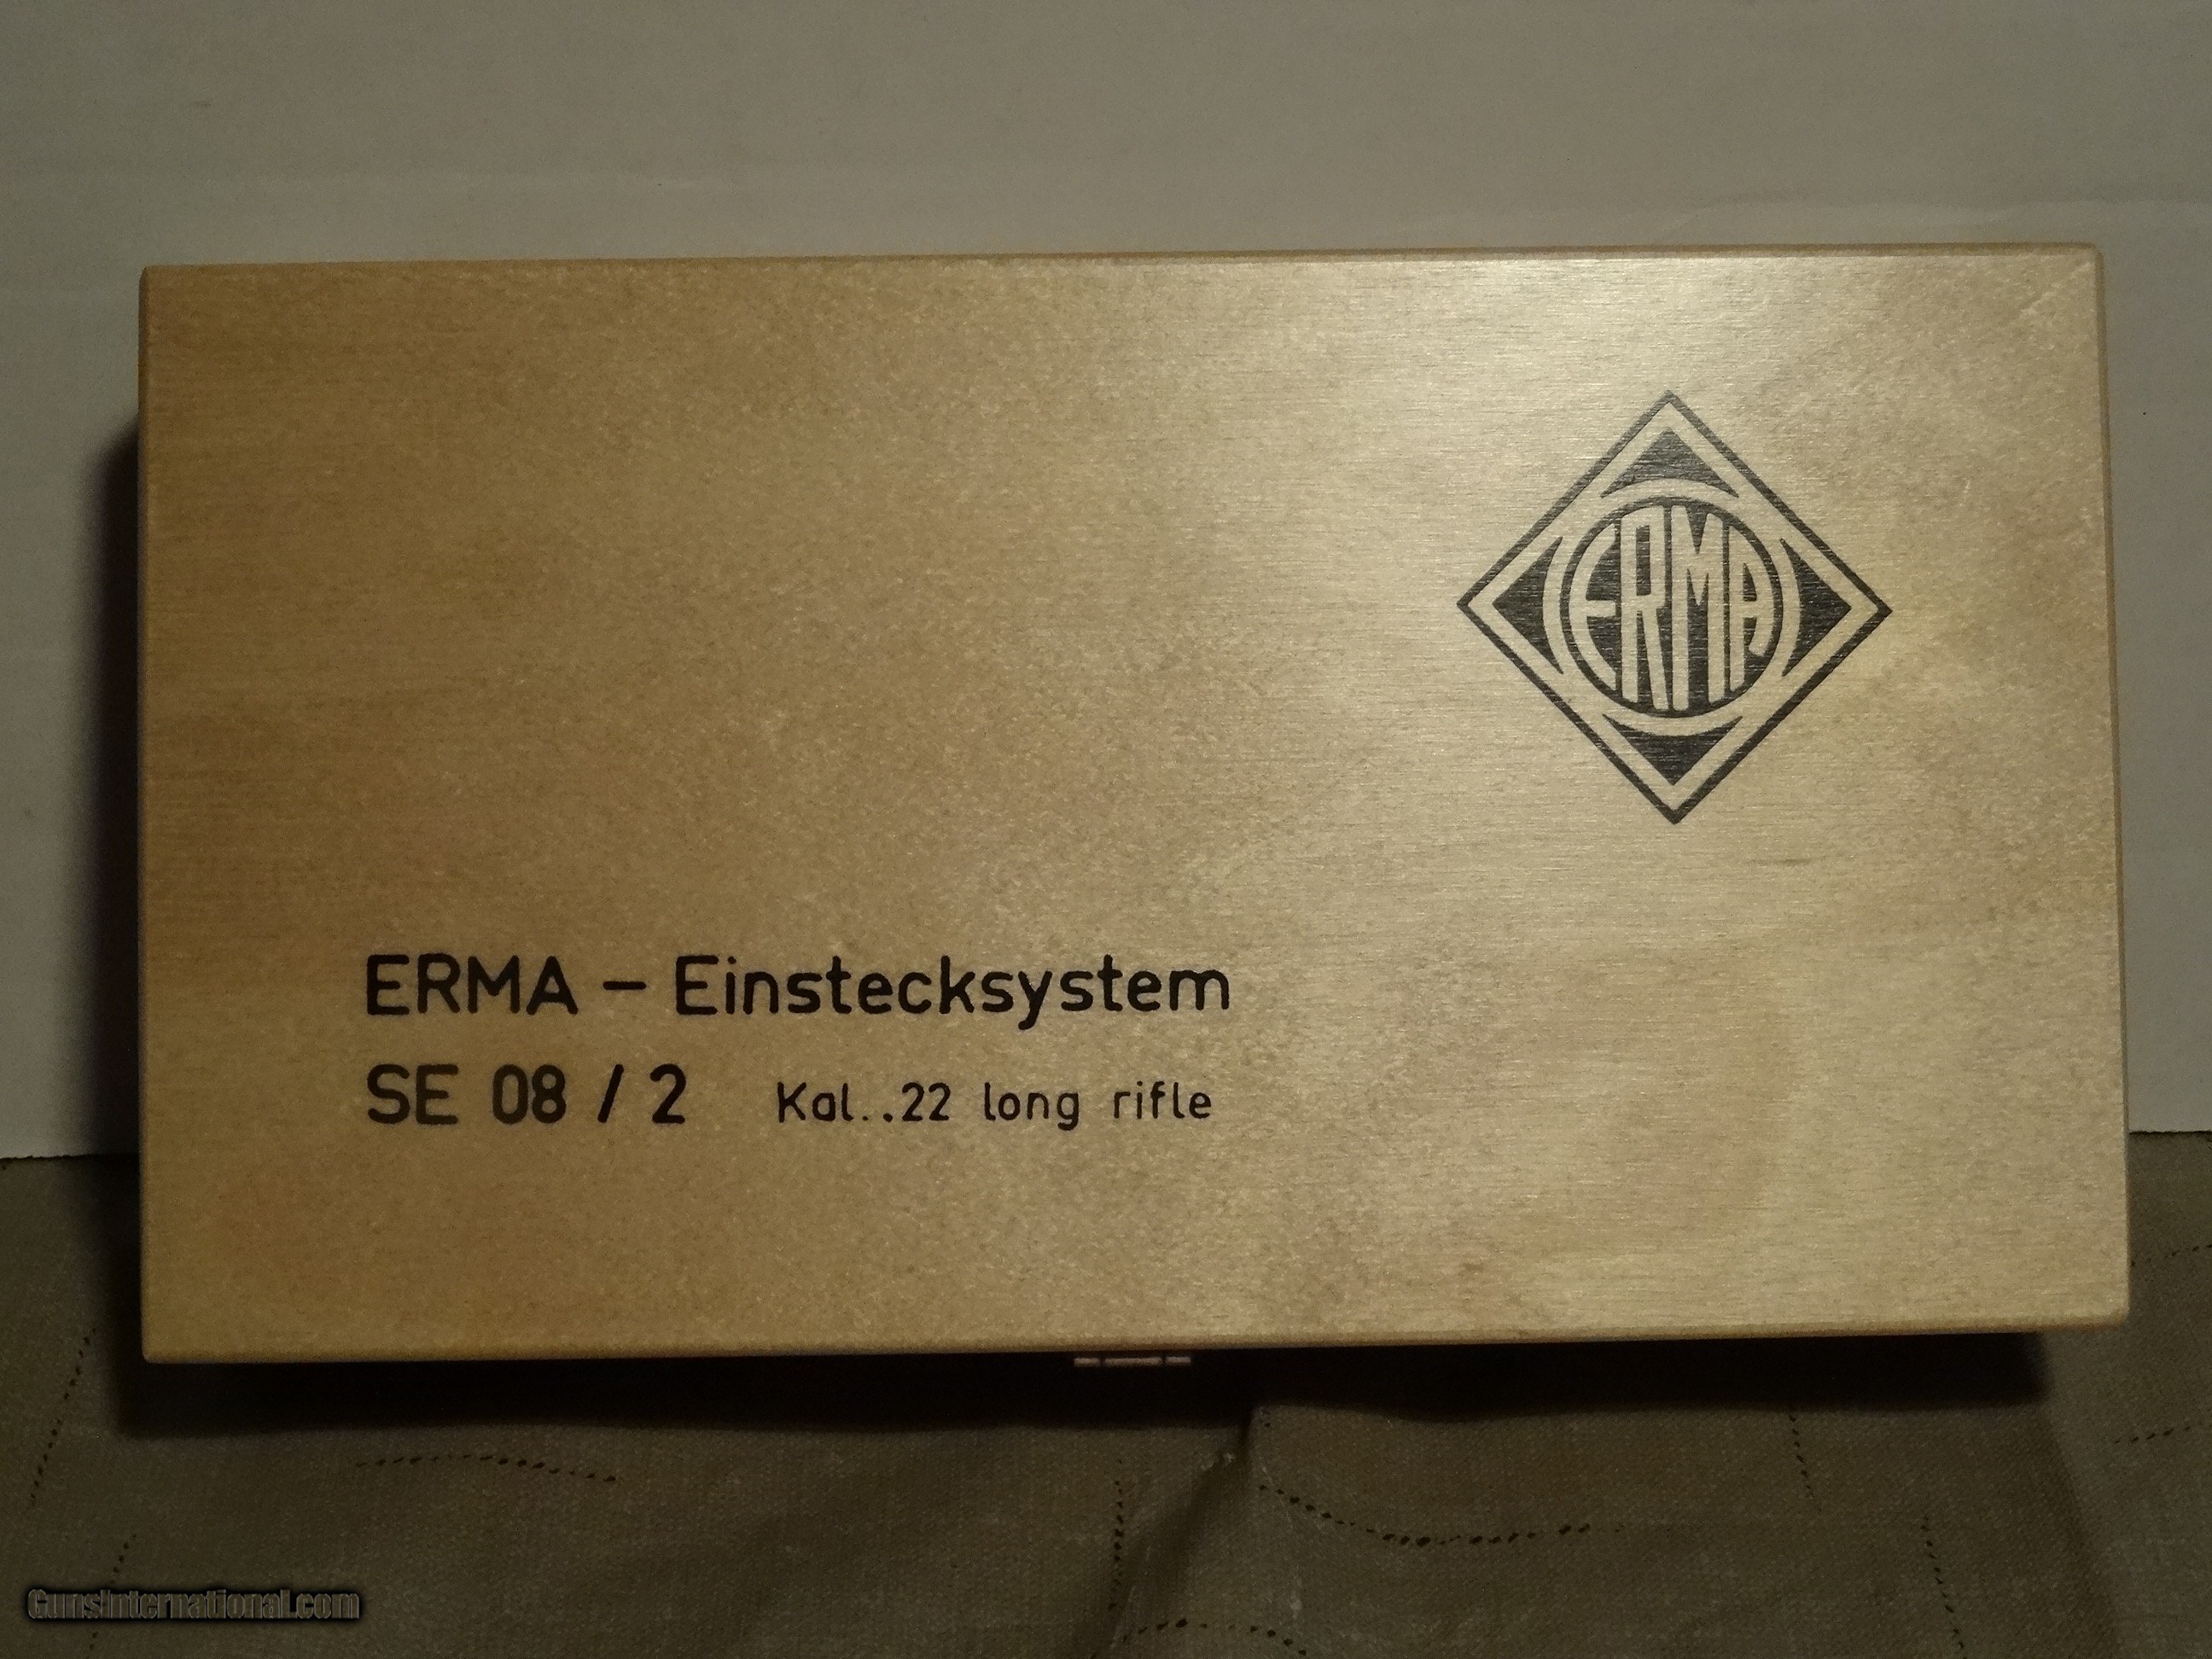 ERMA
ERMA – Einstecksystem
SE 08 / 2 Kal..22 long rifle
GunsInternational.com